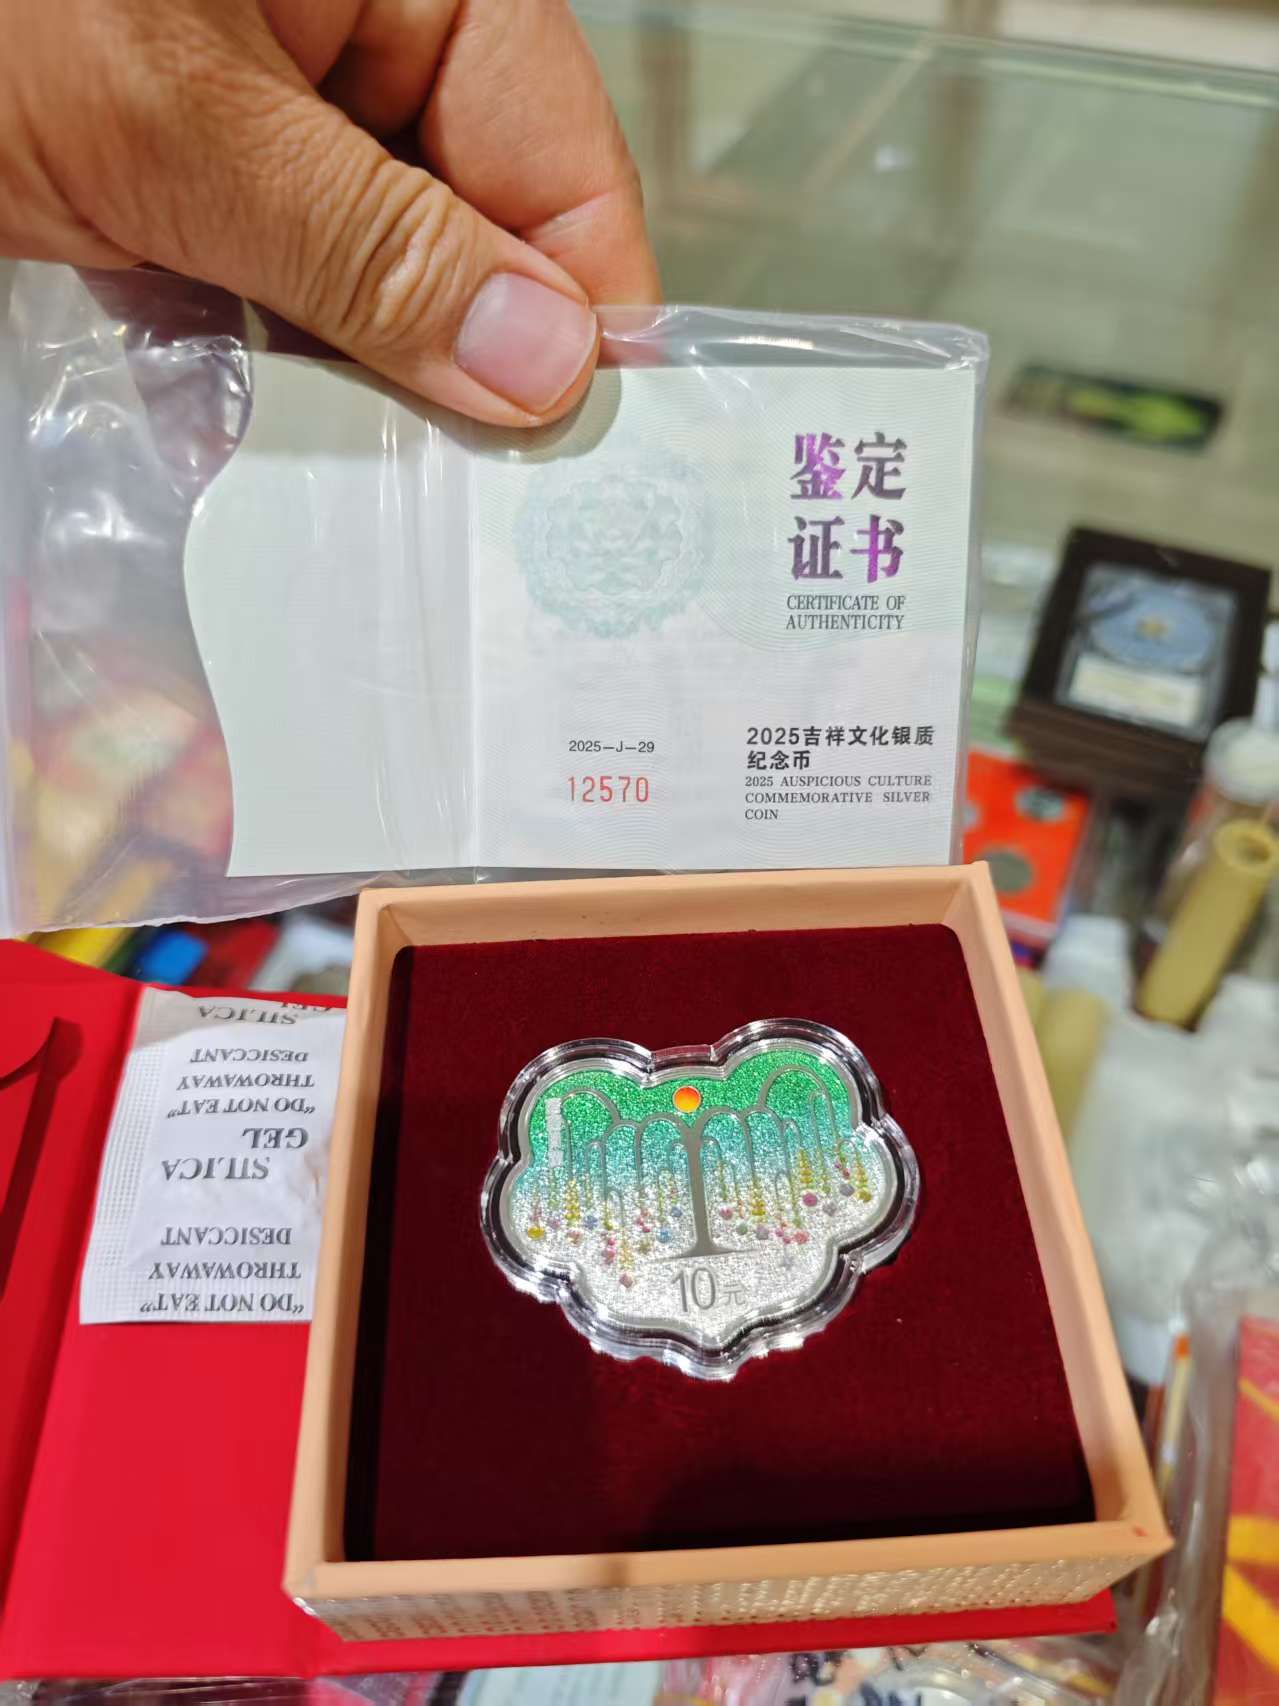 鉴定
证书
CERTIFICATE OF
AUTHENTICITY
2025—J—29
12570
2025吉祥文化银质
纪念币
2025 AUSPICIOUS CULTURE
COMMEMORATIVE SILVER
COIN
SILICA
GEL
DESICCANT
THROWAWAY
"DO NOT EAT"
SILICA
GEL
DESICCANT
THROWAWAY
"DO NOT EAT"
10元